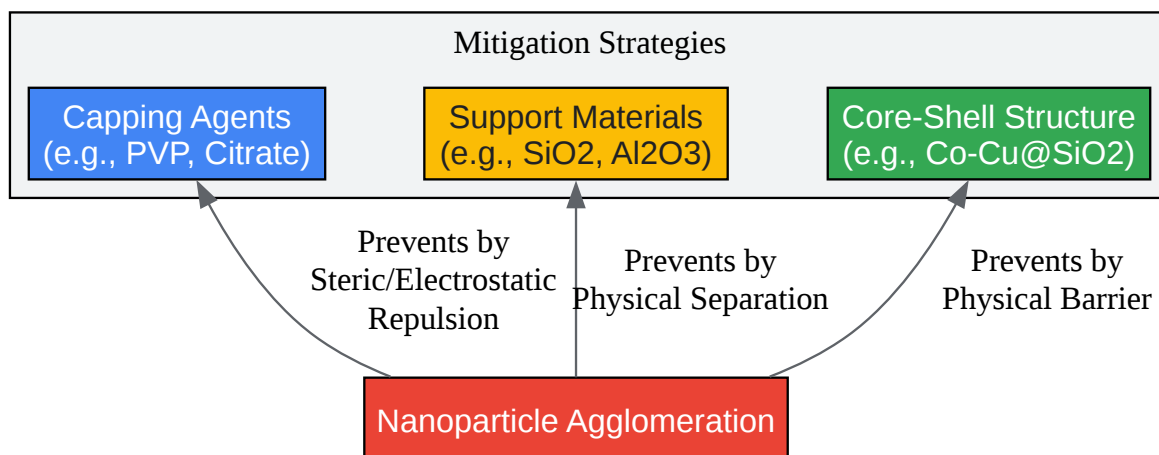 Mitigation Strategies
Capping Agents
(e.g., PVP, Citrate)
Support Materials
(e.g., SiO2, Al2O3)
Core-Shell Structure
(e.g., Co-Cu@SiO2)
Prevents by
Steric/Electrostatic
Repulsion
Prevents by
Physical Separation
Prevents by
Physical Barrier
Nanoparticle Agglomeration